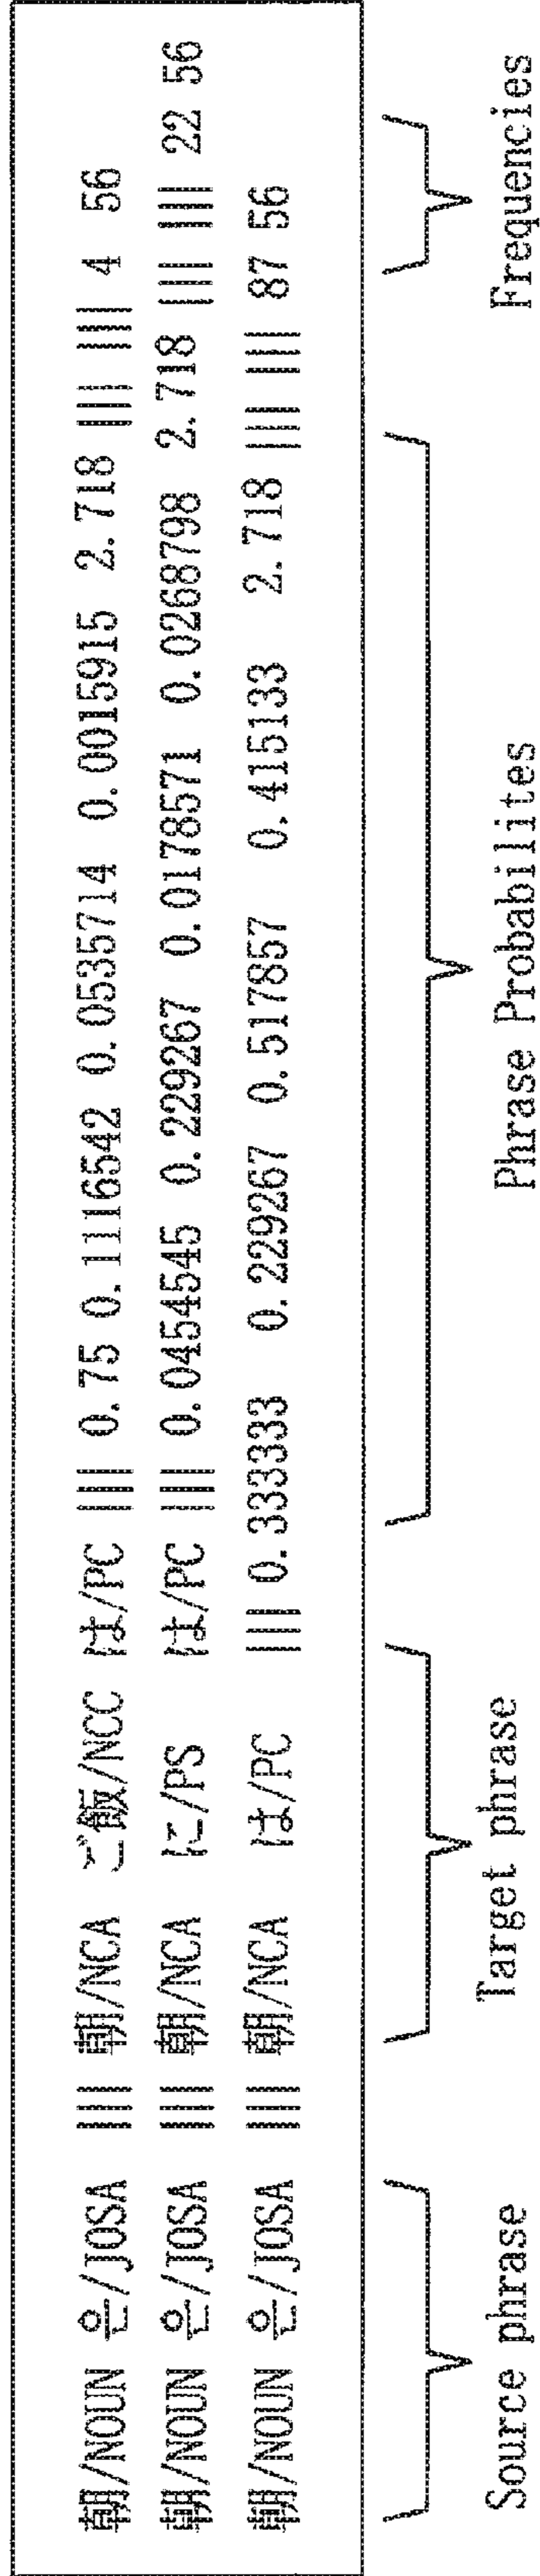 朝/NOUN 은/JOSA ||| 朝/NCA ご飯/NCC は/PC ||| 0.75 0.1116542 0.0535714 0.0015915 2.718 ||| ||| 4 56
朝/NOUN 은/JOSA ||| 朝/NCA に/PS は/PC ||| 0.0454545 0.229267 0.0178571 0.0268798 2.718 ||| ||| 22 56
朝/NOUN 은/JOSA ||| 朝/NCA は/PC ||| 0.333333 0.229267 0.517857 0.415133 2.718 ||| ||| 87 56
Source phrase Target phrase Phrase Probabilites Frequencies